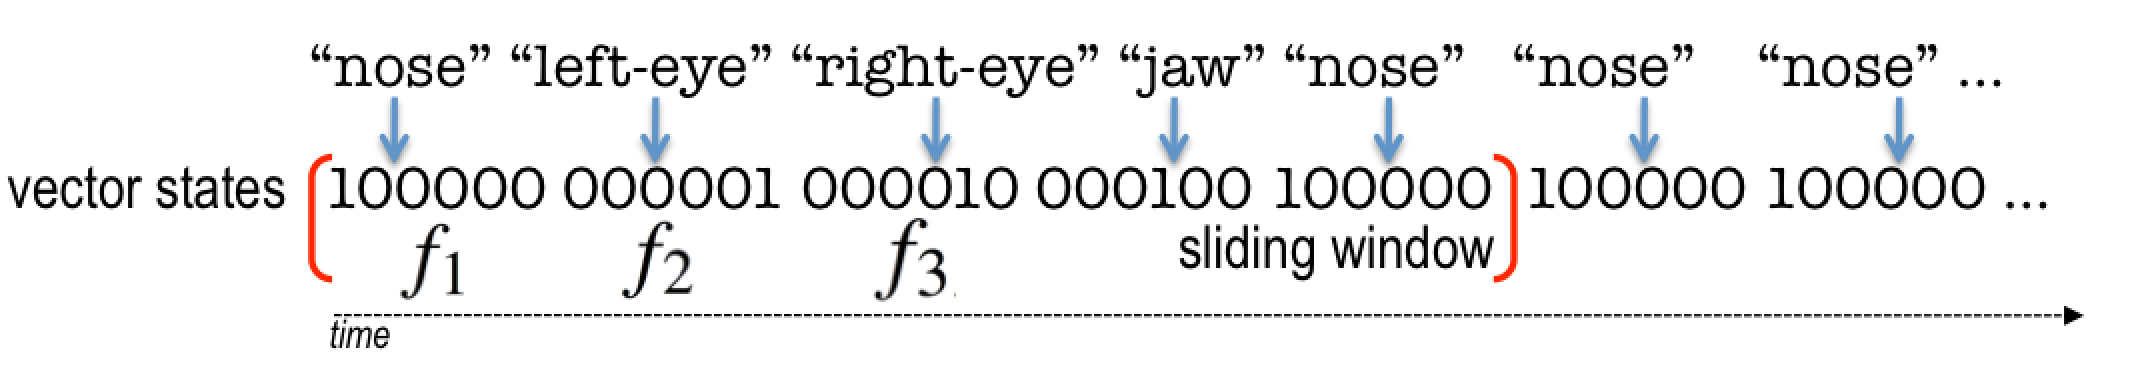 “nose” “left-eye” “right-eye” “jaw” “nose” “nose” “nose” ...
vector states 100000 000001 000010 000100 100000 100000 100000 ...
f1 f2 f3 sliding window
time